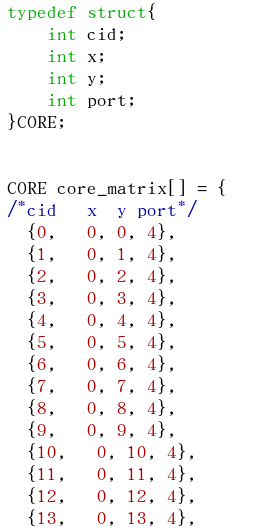 typedef struct{
    int cid;
    int x;
    int y;
    int port;
}CORE;
CORE core_matrix[] = {
/*cid   x  y port*/
  {0,   0, 0, 4},
  {1,   0, 1, 4},
  {2,   0, 2, 4},
  {3,   0, 3, 4},
  {4,   0, 4, 4},
  {5,   0, 5, 4},
  {6,   0, 6, 4},
  {7,   0, 7, 4},
  {8,   0, 8, 4},
  {9,   0, 9, 4},
  {10,   0, 10, 4},
  {11,   0, 11, 4},
  {12,   0, 12, 4},
  {13,   0, 13, 4},